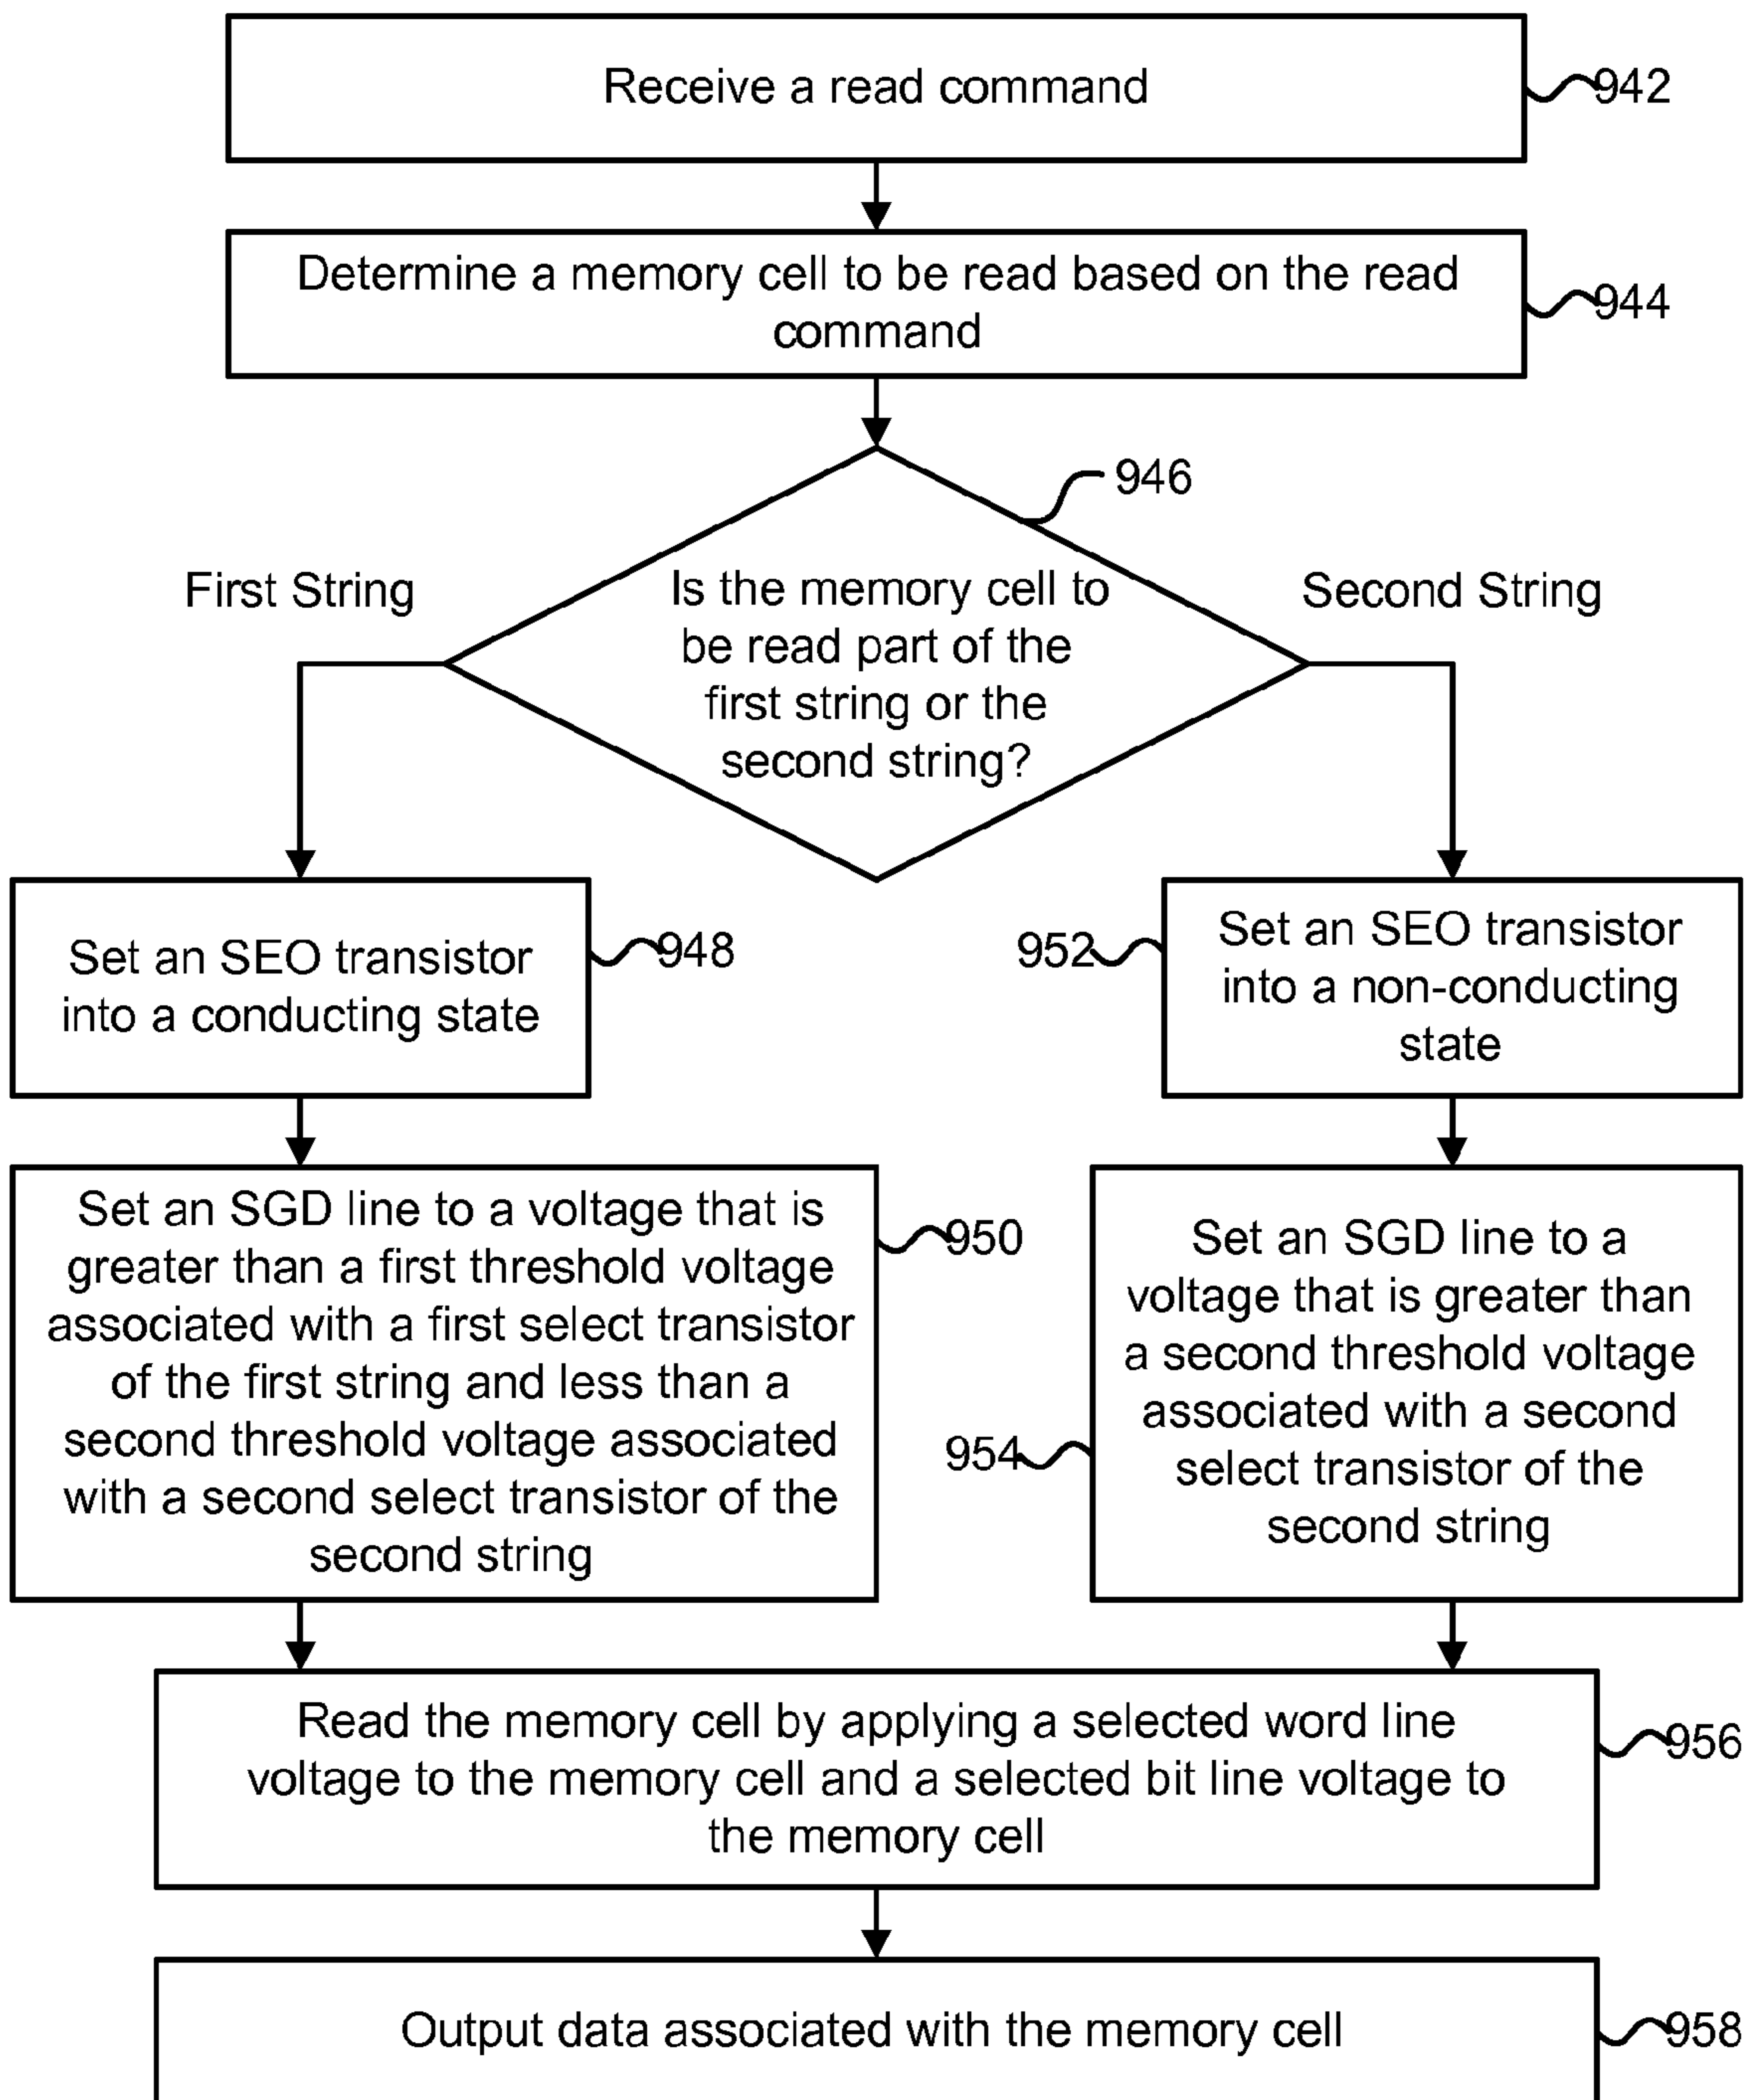 Receive a read command
942
Determine a memory cell to be read based on the read
command
944
946
First String
Second String
Is the memory cell to
be read part of the
first string or the
second string?
Set an SEO transistor
into a conducting state
948
952
Set an SEO transistor
into a non-conducting
state
Set an SGD line to a voltage that is
greater than a first threshold voltage
associated with a first select transistor
of the first string and less than a
second threshold voltage associated
with a second select transistor of the
second string
950
954
Set an SGD line to a
voltage that is greater than
a second threshold voltage
associated with a second
select transistor of the
second string
Read the memory cell by applying a selected word line
voltage to the memory cell and a selected bit line voltage to
the memory cell
956
Output data associated with the memory cell
958